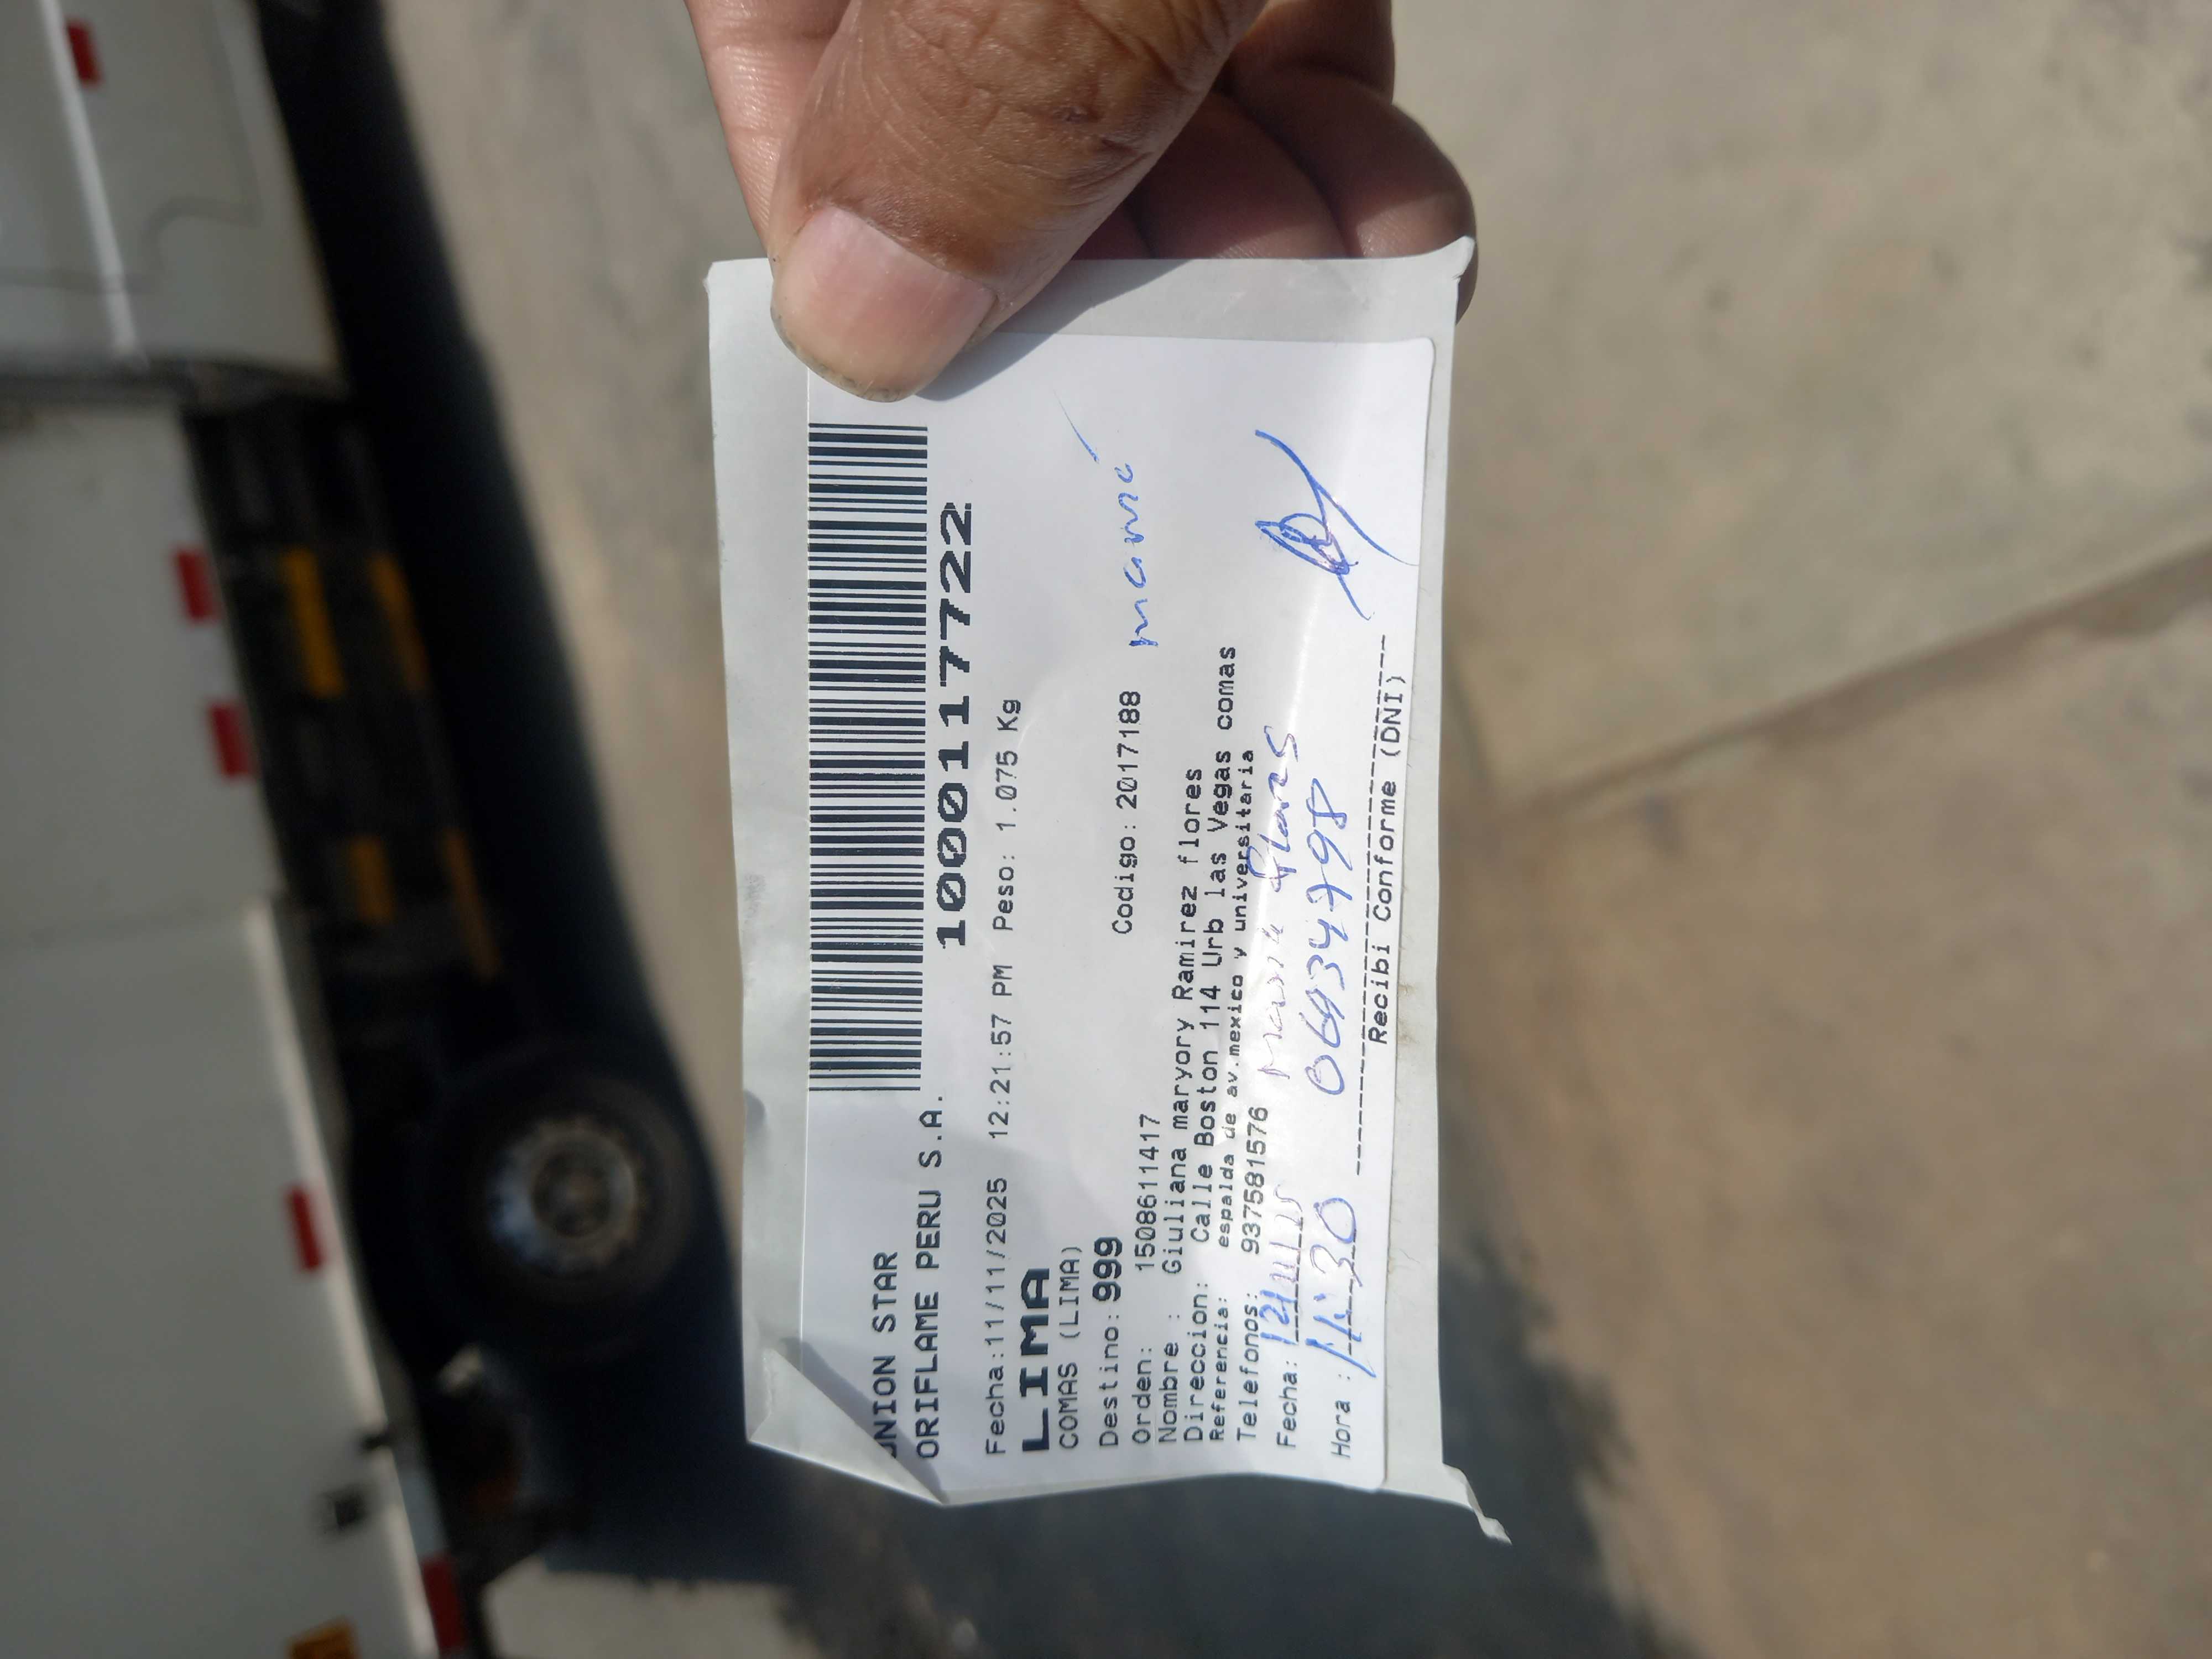 UNION STAR
ORIFLAME PERU S.A.
1000117722
Fecha:11/11/2025 12:21:57 PM Peso: 1.075 Kg
LIMA
COMAS (LIMA)
Destino:999
Orden: 1508611417 Codigo: 2017188 mamá
Nombre : Giuliana maryory Ramirez flores
Direccion: Calle Boston 114 Urb las Vegas comas
Referencia: espalda de av.mexico y universitaria
Telefonos: 937581576
Fecha: 12/11/25 flores
Hora : 11:30 06934798
Recibi Conforme (DNI)